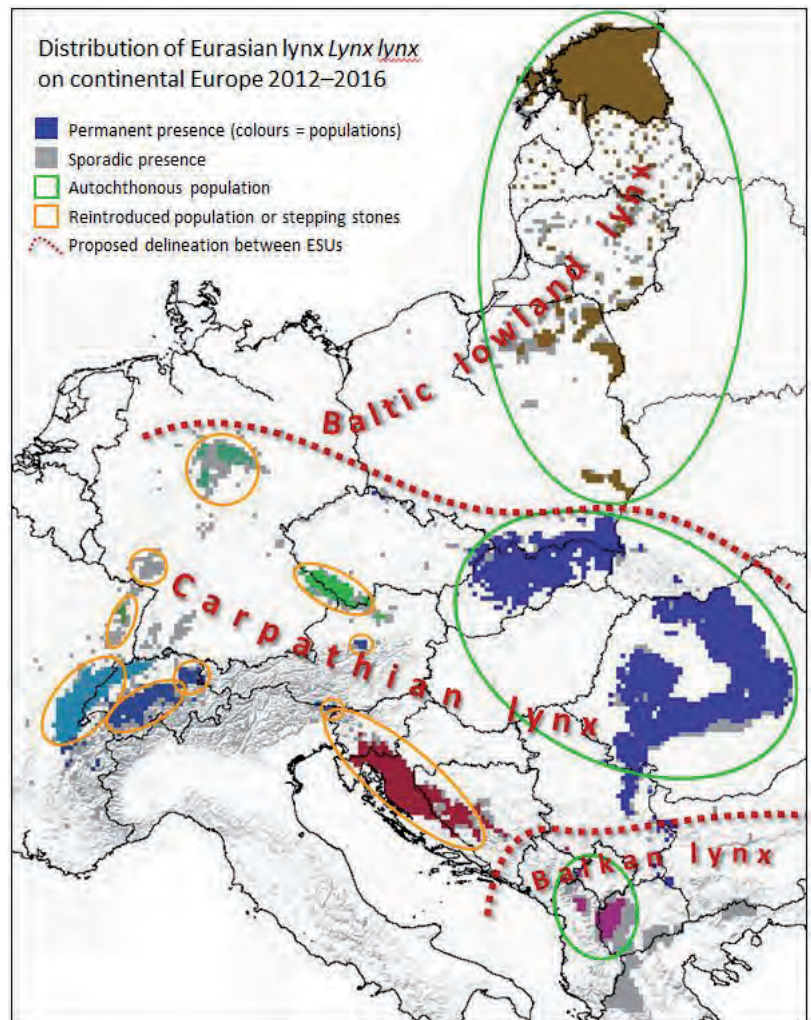 Distribution of Eurasian lynx Lynx lynx
on continental Europe 2012–2016
Permanent presence (colours = populations)
Sporadic presence
Autochthonous population
Reintroduced population or stepping stones
Proposed delineation between ESUs
Baltic lowland lynx
Carpathian lynx
Balkan lynx